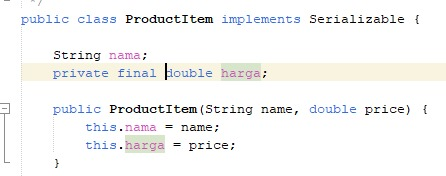 */
public class ProductItem implements Serializable {
String nama;
private final double harga;
public ProductItem(String name, double price) {
this.nama = name;
this.harga = price;
}